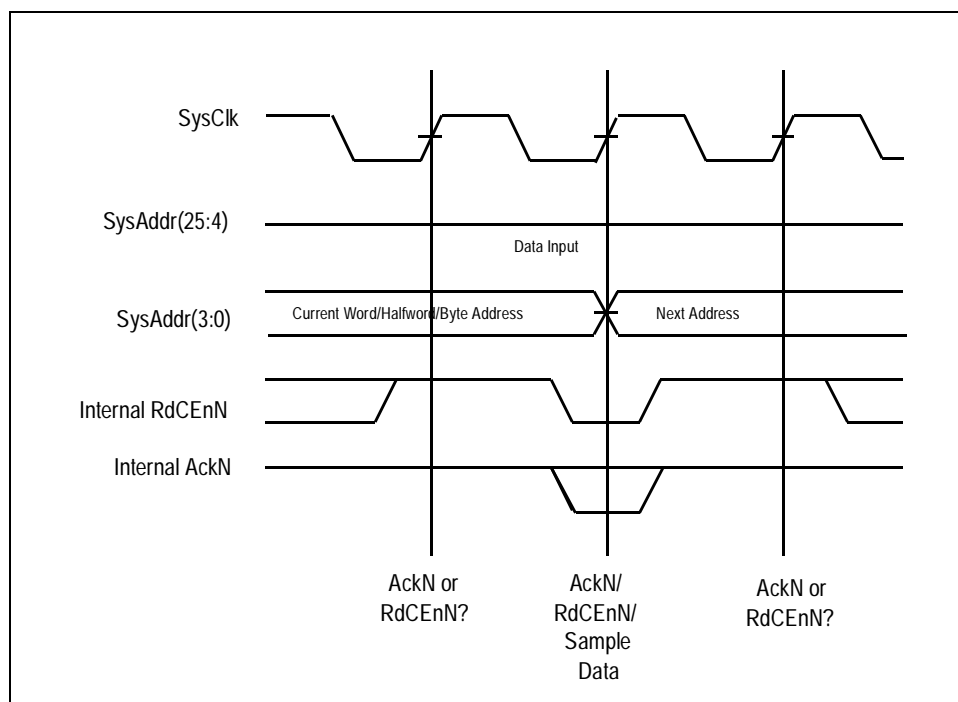 SysClk
SysAddr(25:4)
Data Input
SysAddr(3:0)
Current Word/Halfword/Byte Address
Next Address
Internal RdCEnN
Internal AckN
AckN or
RdCEnN?
AckN/
RdCEnN/
Sample
Data
AckN or
RdCEnN?